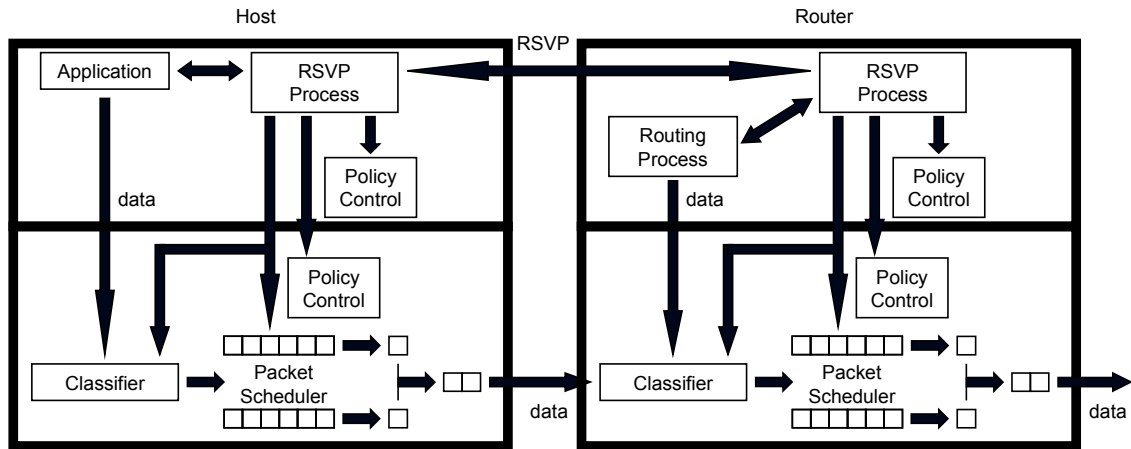 Host
Router
RSVP
Application
RSVP
Process
RSVP
Process
Routing
Process
Policy
Control
Policy
Control
data
data
Policy
Control
Policy
Control
Classifier
Packet
Scheduler
Classifier
Packet
Scheduler
data
data